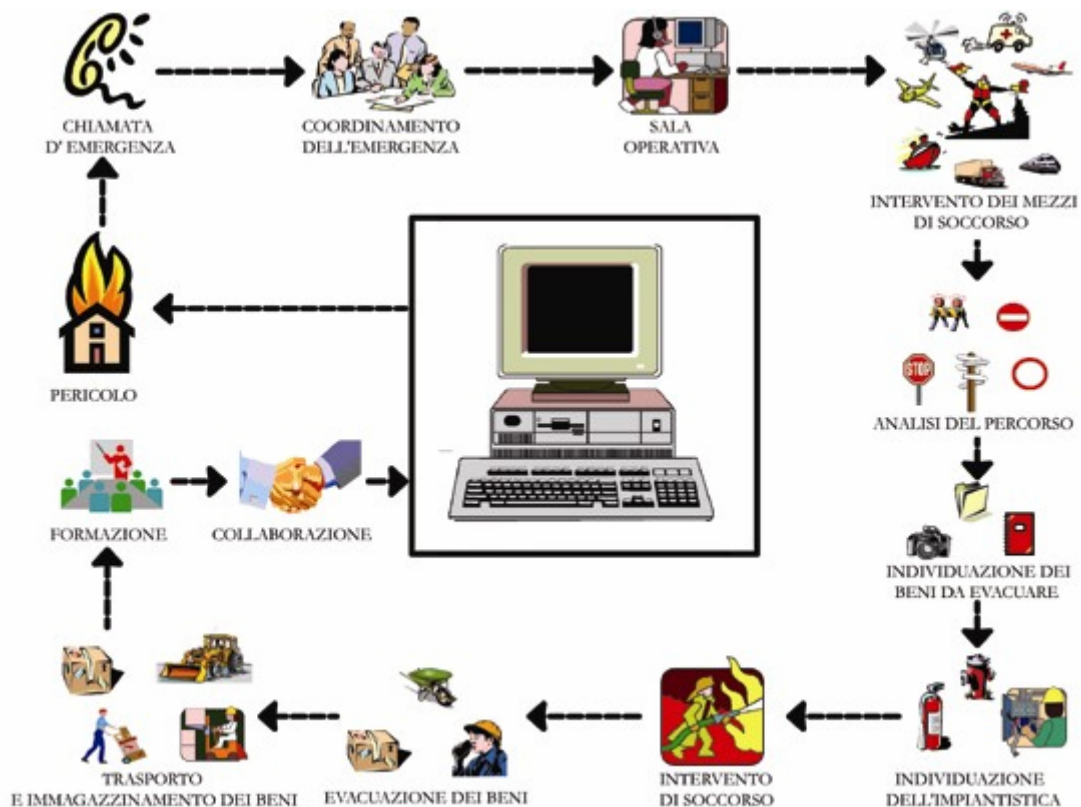 CHIAMATA
D' EMERGENZA
COORDINAMENTO
DELL'EMERGENZA
SALA
OPERATIVA
INTERVENTO DEI MEZZI
DI SOCCORSO
PERICOLO
STOP
ANALISI DEL PERCORSO
FORMAZIONE
COLLABORAZIONE
INDIVIDUAZIONE DEI
BENI DA EVACUARE
TRASPORTO
E IMMAGAZZINAMENTO DEI BENI
EVACUAZIONE DEI BENI
INTERVENTO
DI SOCCORSO
INDIVIDUAZIONE
DELL'IMPIANTISTICA